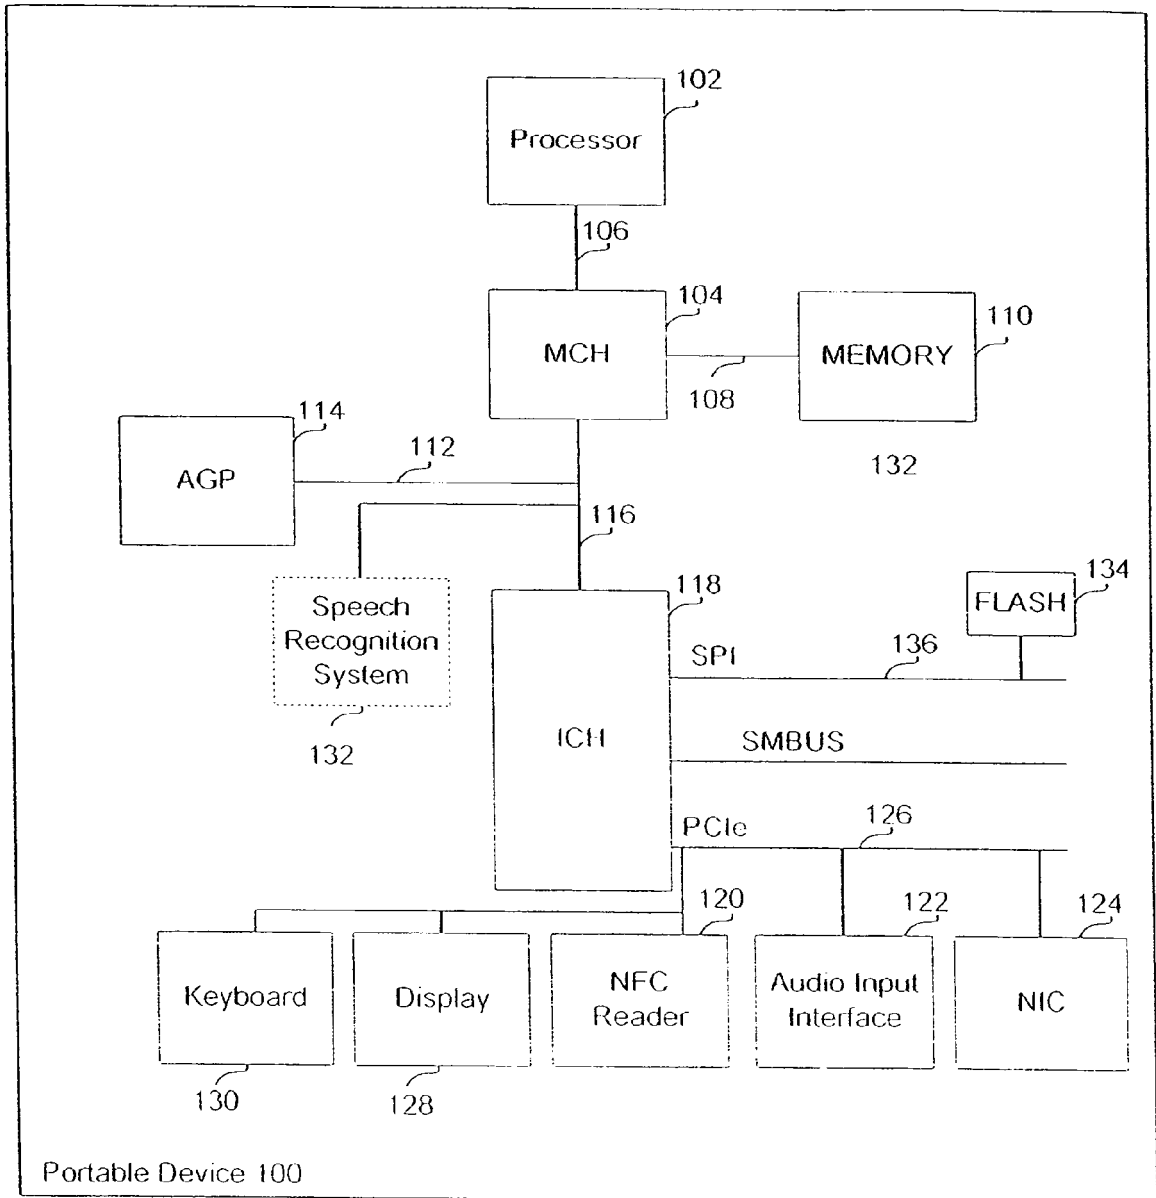 102
Processor
106
104
MCH
108
MEMORY
110
132
114
AGP
112
116
Speech
Recognition
System
132
118
ICH
FLASH
134
SPI
136
SMBUS
PCIe
126
120
122
124
Keyboard
Display
NFC
Reader
Audio Input
Interface
NIC
130
128
Portable Device 100